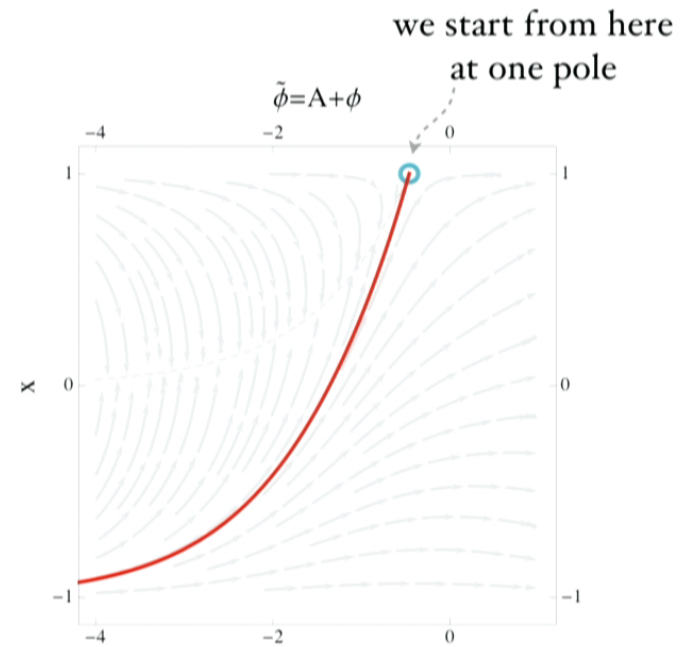 we start from here
at one pole
ϕ̃=A+ϕ
−4 −2 0
1 1
x 0 0
−1 −1
−4 −2 0